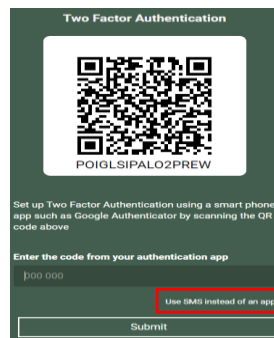 Two Factor Authentication
POIGLSIPALO2PREW
Set up Two Factor Authentication using a smart phone
app such as Google Authenticator by scanning the QR
code above
Enter the code from your authentication app
000 000
Use SMS instead of an app
Submit